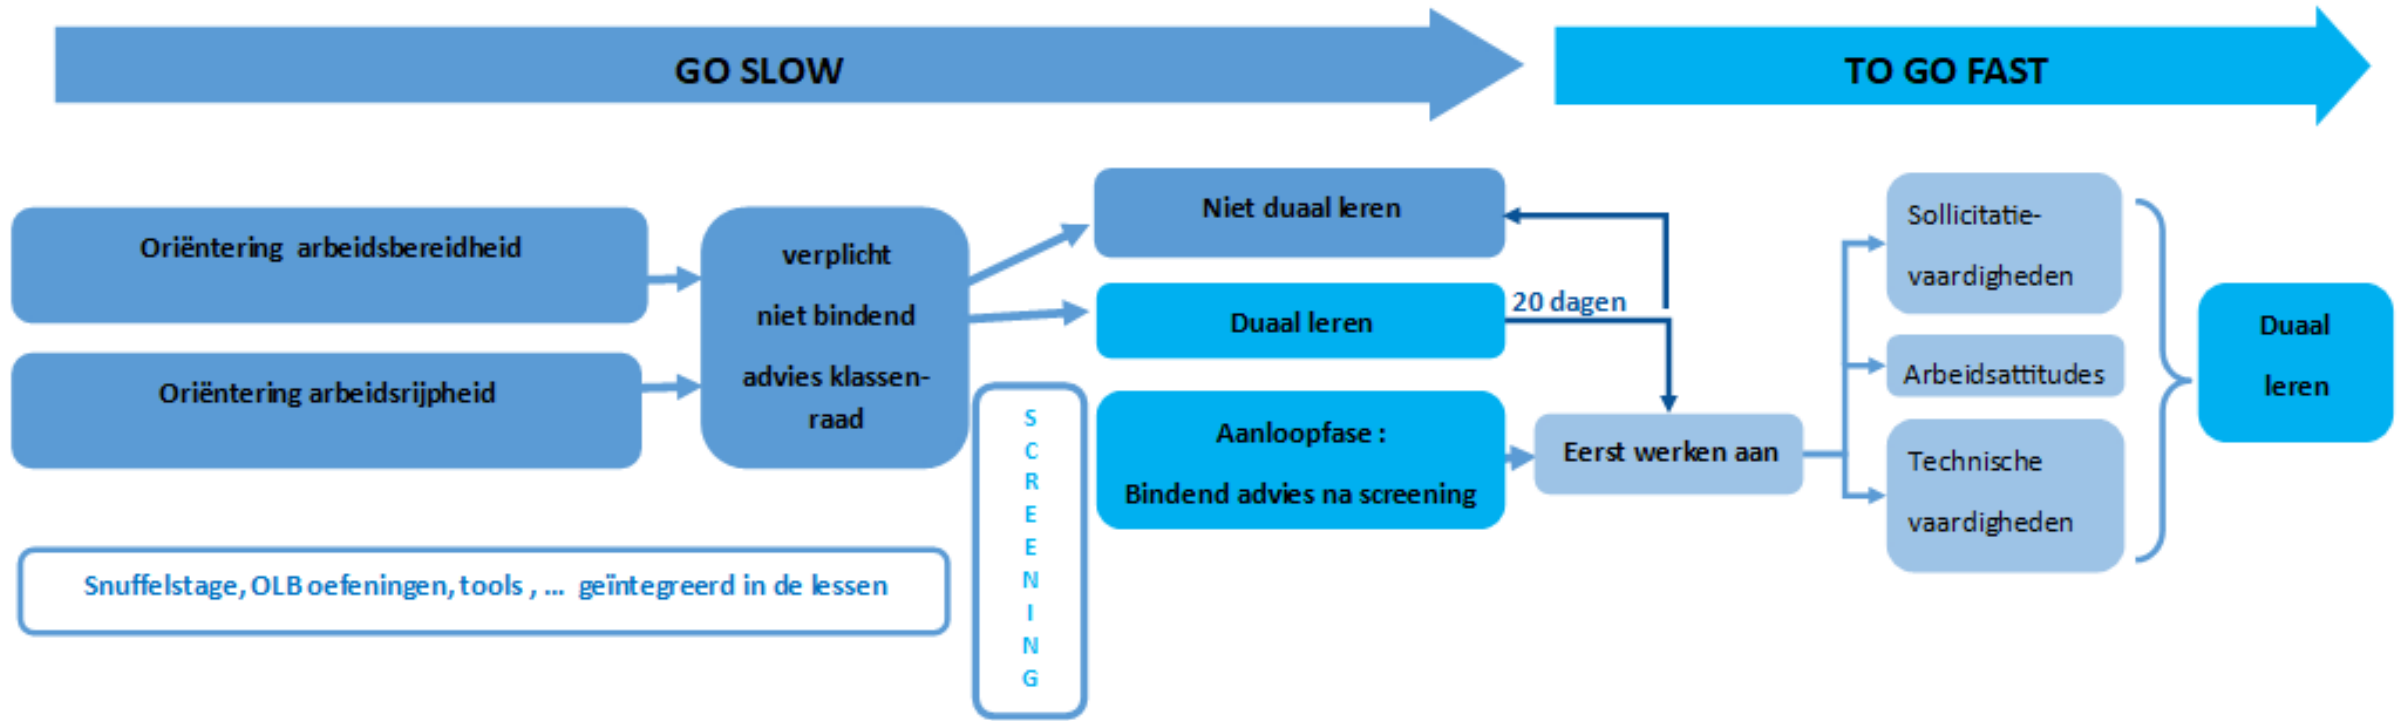 GO SLOW
TO GO FAST
Oriëntering arbeidsbereidheid
Oriëntering arbeidsrijpheid
Snuffelstage, OLB oefeningen, tools , ... geïntegreerd in de lessen
verplicht
niet bindend
advies klassen-
raad
SCREENING
Niet duaal leren
Duaal leren
20 dagen
Aanloopfase :
Bindend advies na screening
Eerst werken aan
Sollicitatie-
vaardigheden
Arbeidsattitudes
Technische
vaardigheden
Duaal
leren